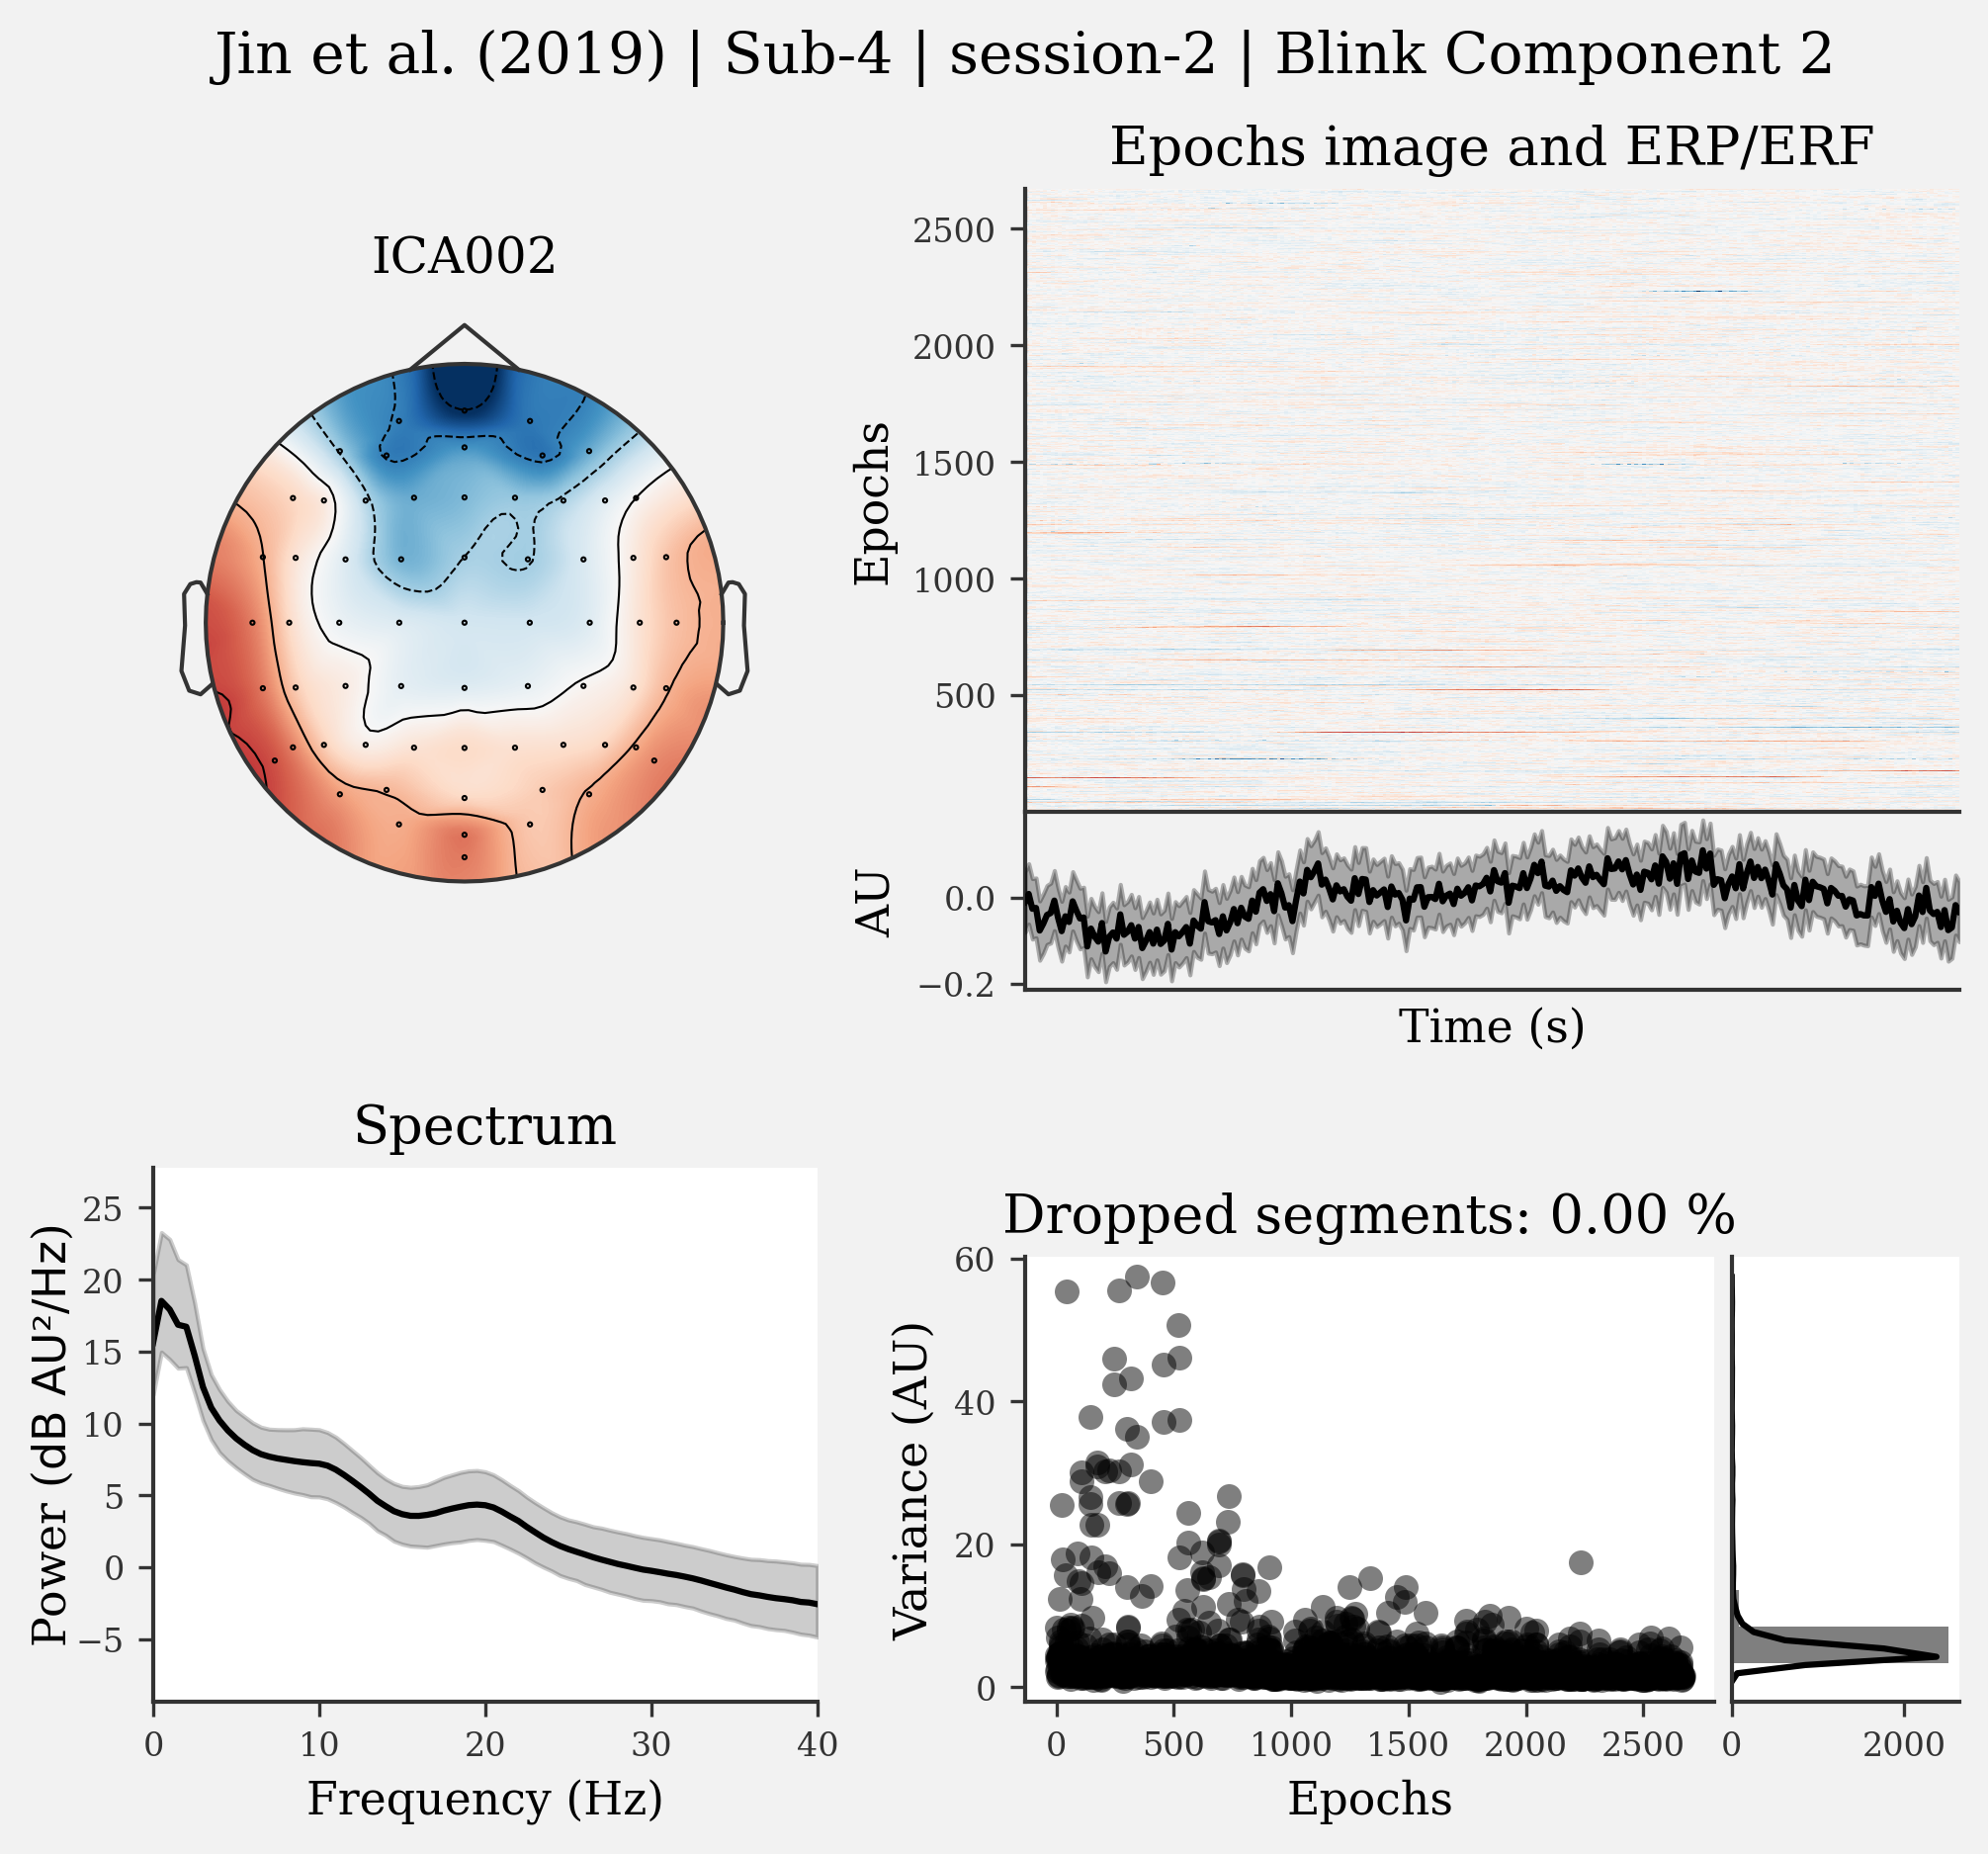 Jin et al. (2019) | Sub-4 | session-2 | Blink Component 2
ICA002
Epochs image and ERP/ERF
Epochs
2500
2000
1500
1000
500
AU
0.0
−0.2
Time (s)
Spectrum
Power (dB AU²/Hz)
25
20
15
10
5
0
−5
0 10 20 30 40
Frequency (Hz)
Dropped segments: 0.00 %
Variance (AU)
60
40
20
0
0 500 1000 1500 2000 2500
Epochs
0 2000